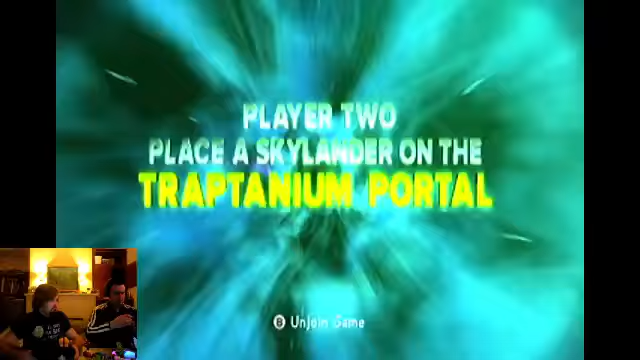 PLAYER TWO
PLACE A SKYLANDER ON THE
TRAPTANIUM PORTAL
B Unjoin Game